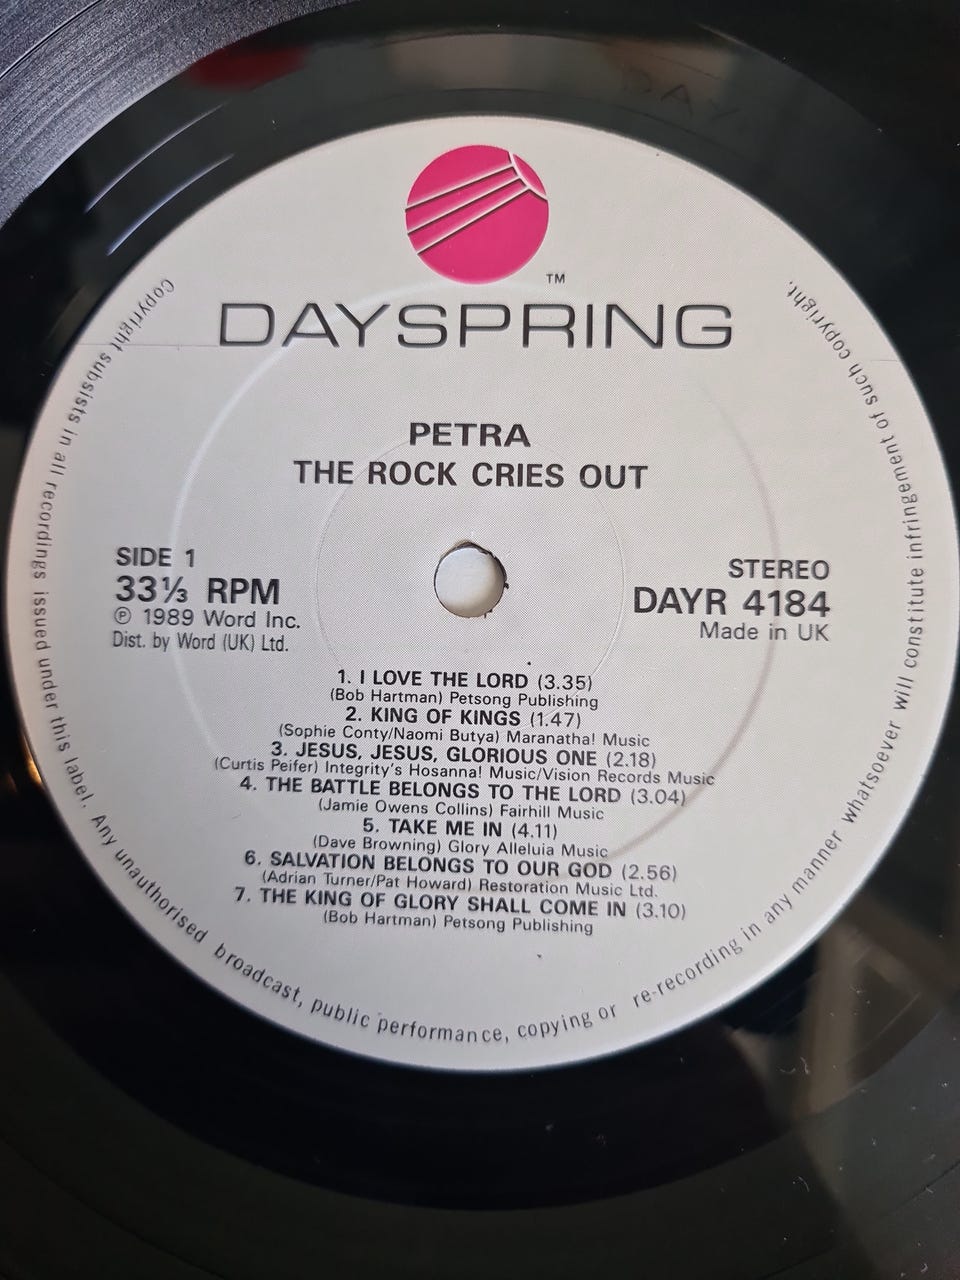 TM
DAYSPRING
PETRA
THE ROCK CRIES OUT
SIDE 1
33⅓ RPM
℗ 1989 Word Inc.
Dist. by Word (UK) Ltd.
STEREO
DAYR 4184
Made in UK
1. I LOVE THE LORD (3.35)
(Bob Hartman) Petsong Publishing
2. KING OF KINGS (1.47)
(Sophie Conty/Naomi Butya) Maranatha! Music
3. JESUS, JESUS, GLORIOUS ONE (2.18)
(Curtis Peifer) Integrity's Hosanna! Music/Vision Records Music
4. THE BATTLE BELONGS TO THE LORD (3.04)
(Jamie Owens Collins) Fairhill Music
5. TAKE ME IN (4.11)
(Dave Browning) Glory Alleluia Music
6. SALVATION BELONGS TO OUR GOD (2.56)
(Adrian Turner/Pat Howard) Restoration Music Ltd.
7. THE KING OF GLORY SHALL COME IN (3.10)
(Bob Hartman) Petsong Publishing
Copyright subsists in all recordings issued under this label. Any unauthorised broadcast, public performance, copying or re-recording in any manner whatsoever will constitute infringement of such copyright.